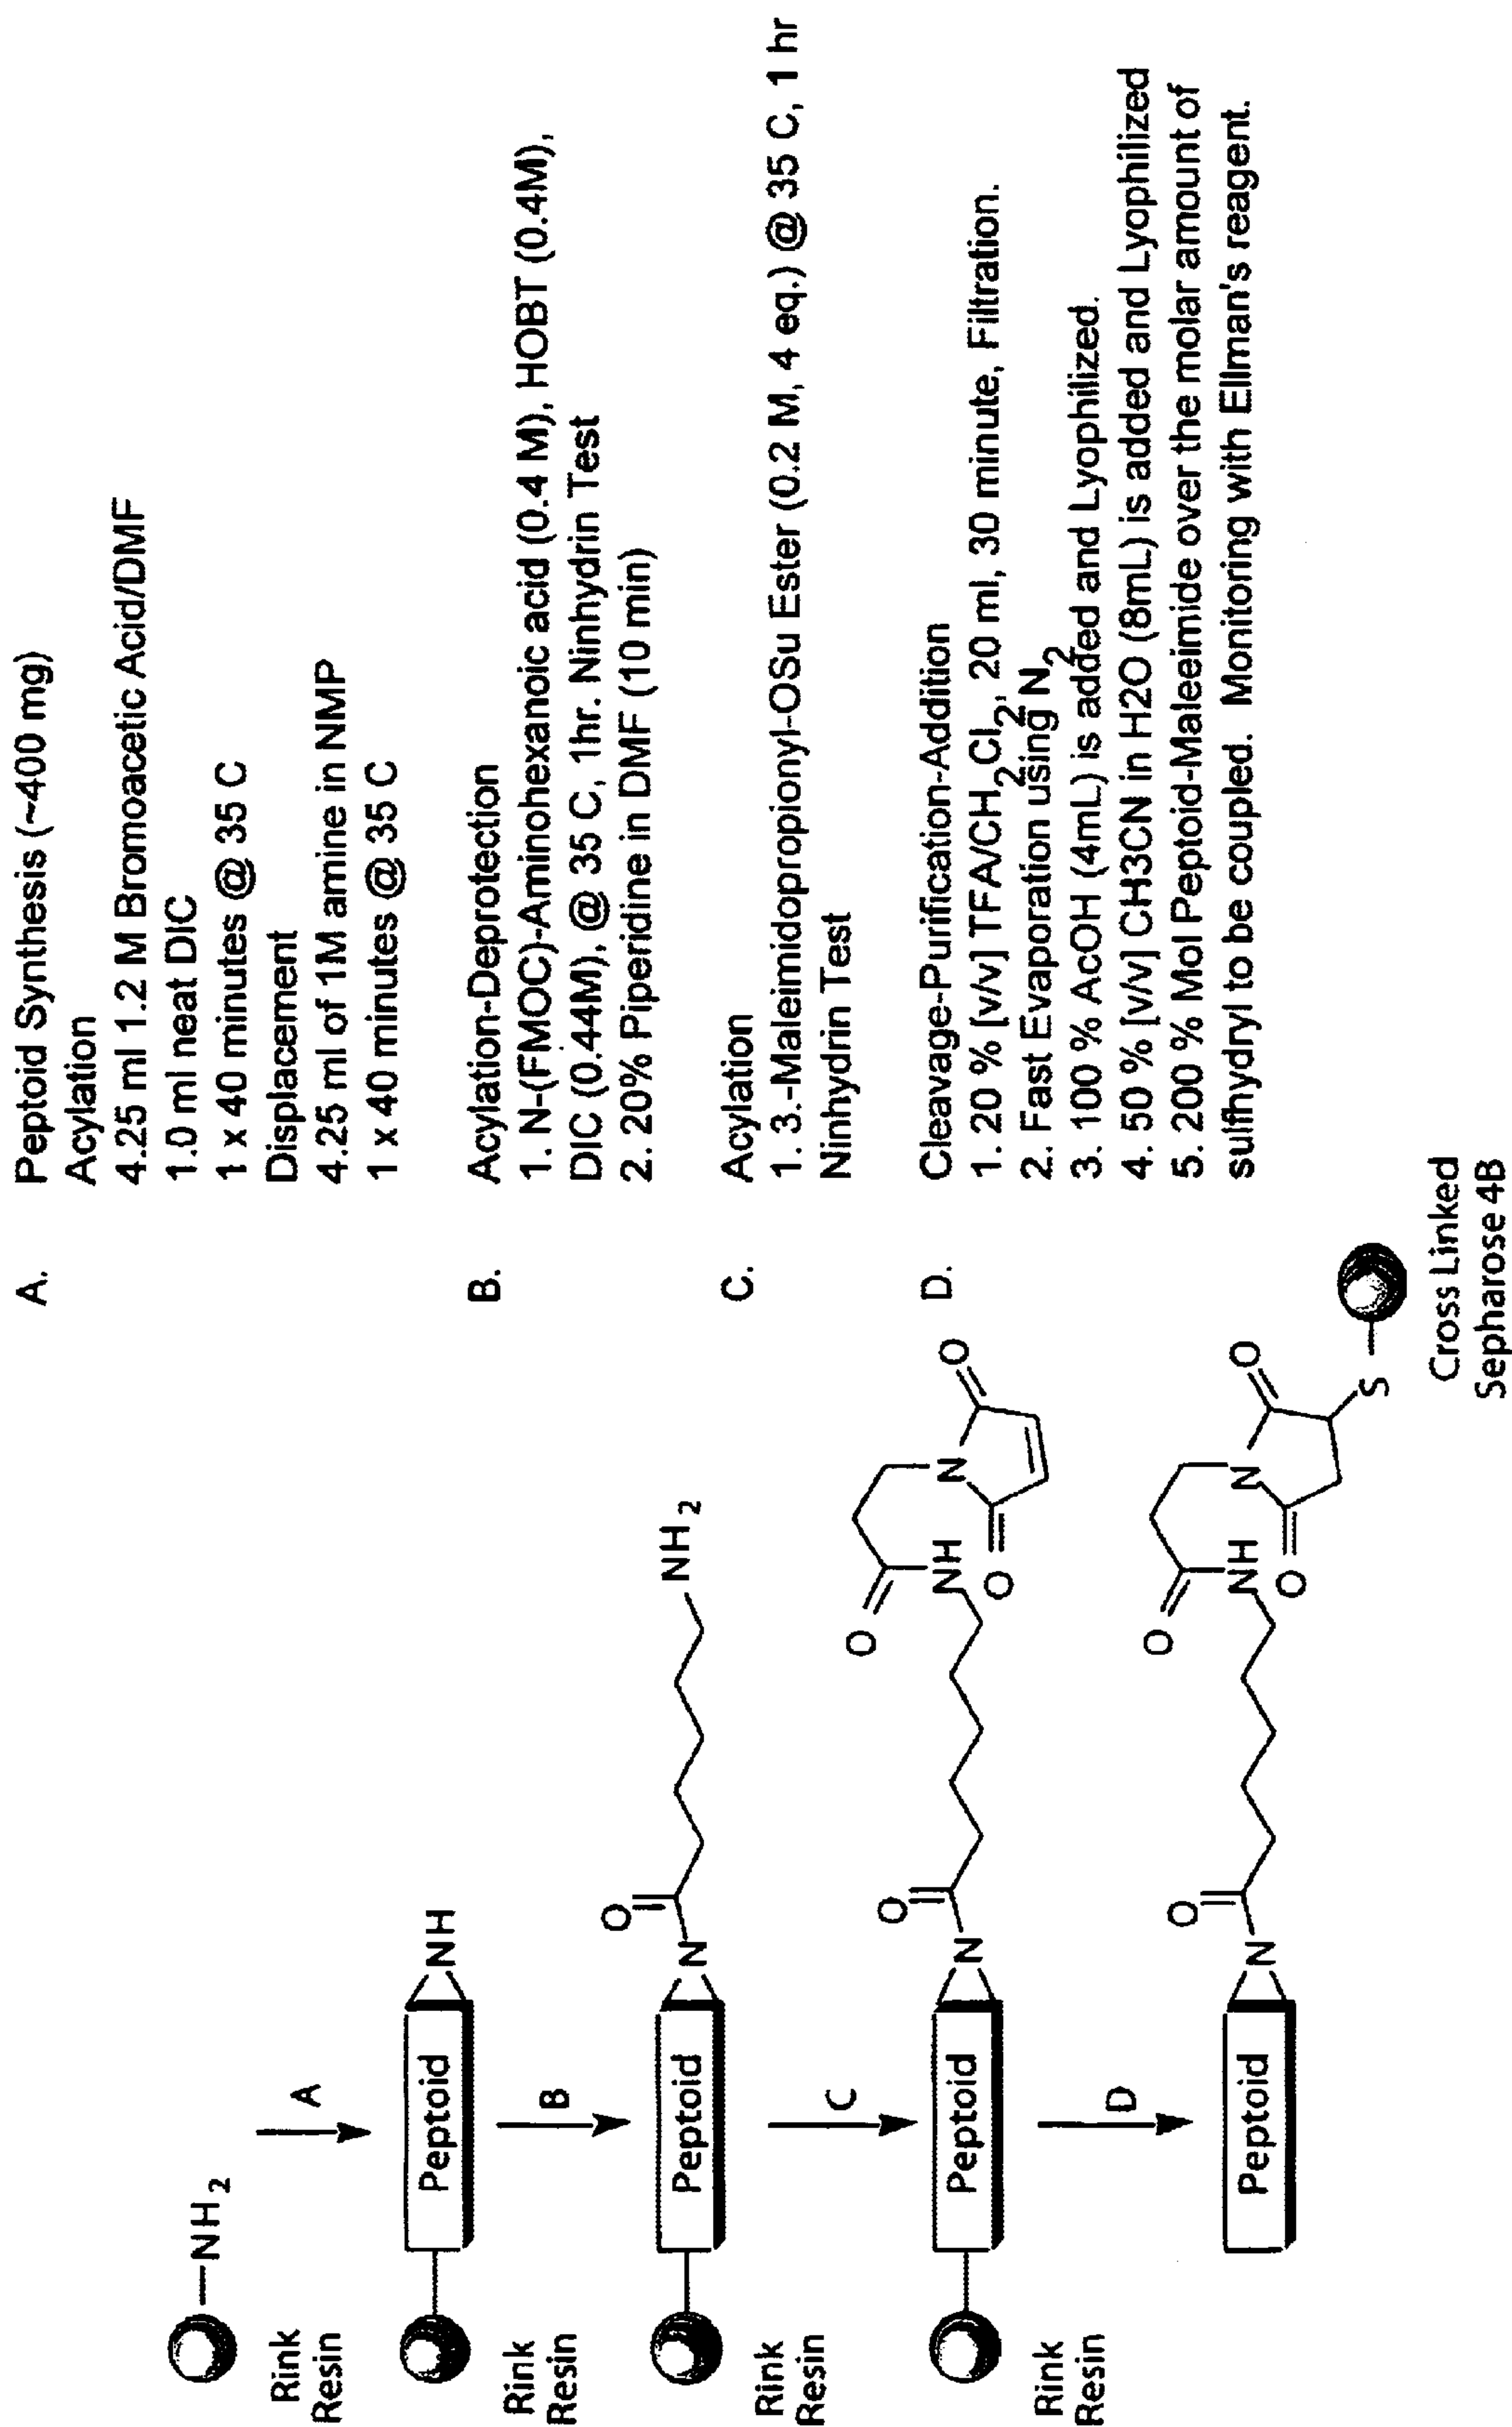 A. Peptoid Synthesis (~400 mg)
Acylation
4.25 ml 1.2 M Bromoacetic Acid/DMF
1.0 ml neat DIC
1 x 40 minutes @ 35 C
Displacement
4.25 ml of 1M amine in NMP
1 x 40 minutes @ 35 C
B. Acylation-Deprotection
1. N-(FMOC)-Aminohexanoic acid (0.4 M), HOBT (0.4M),
DIC (0.44M), @ 35 C, 1hr. Ninhydrin Test
2. 20% Piperidine in DMF (10 min)
C. Acylation
1. 3.-Maleimidopropionyl-OSu Ester (0.2 M, 4 eq.) @ 35 C, 1 hr
Ninhydrin Test
D. Cleavage-Purification-Addition
1. 20 % [v/v] TFA/CH2Cl2, 20 ml, 30 minute, Filtration.
2. Fast Evaporation using N2
3. 100 % AcOH (4mL) is added and Lyophilized.
4. 50 % [v/v] CH3CN in H2O (8mL) is added and Lyophilized
5. 200 % Mol Peptoid-Maleeimide over the molar amount of
sulfhydryl to be coupled. Monitoring with Ellman's reagent.
NH2
Rink
Resin
A
Peptoid
NH
Rink
Resin
B
Peptoid
N
O
NH2
Rink
Resin
C
Peptoid
N
O
NH
O
N
O
O
Rink
Resin
D
Peptoid
N
O
NH
O
N
O
O
S
Cross Linked
Sepharose 4B